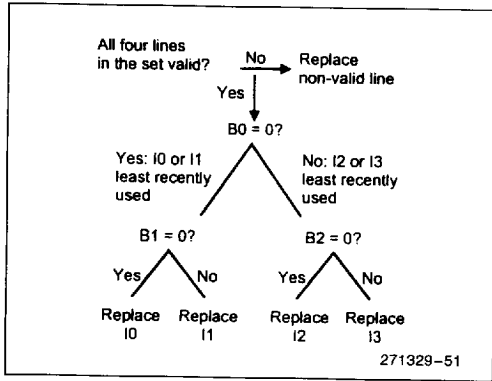 All four lines
in the set valid?
No
Replace
non-valid line
Yes
B0 = 0?
Yes: I0 or I1
least recently
used
No: I2 or I3
least recently
used
B1 = 0?
B2 = 0?
Yes
No
Yes
No
Replace
I0
Replace
I1
Replace
I2
Replace
I3
271329–51